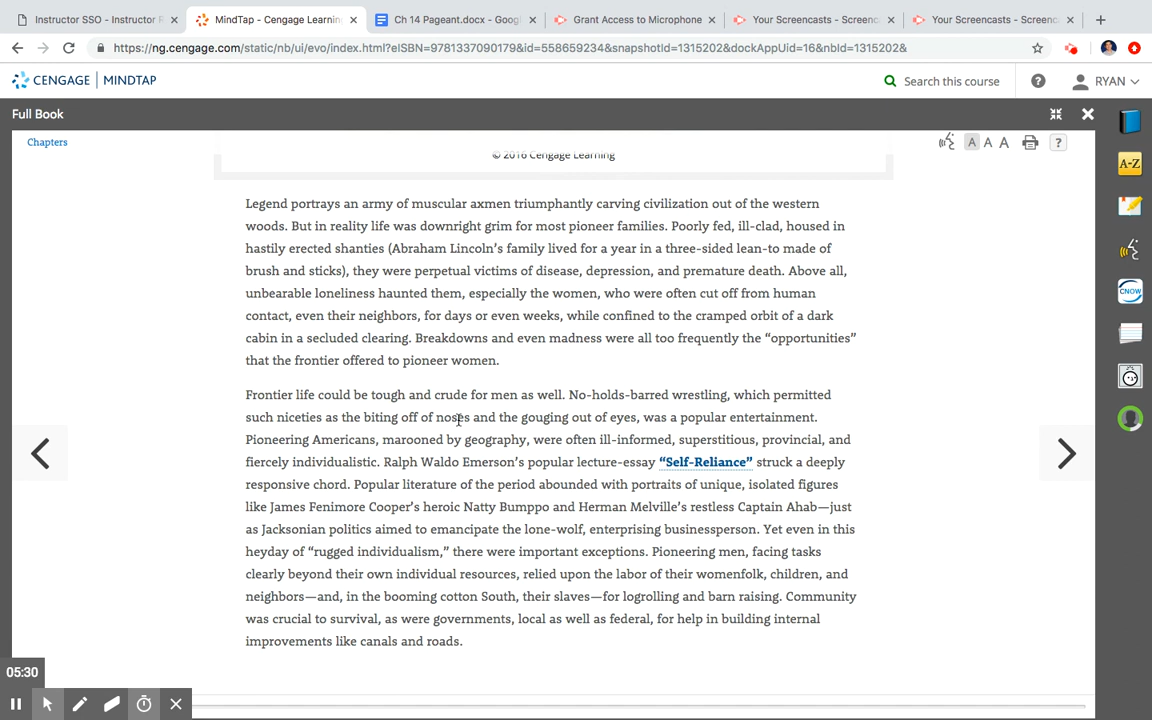 Instructor SSO - Instructor R
MindTap - Cengage Learning
Ch 14 Pageant.docx - Googl
Grant Access to Microphone
Your Screencasts - Screenc
Your Screencasts - Screenc
https://ng.cengage.com/static/nb/ui/evo/index.html?eISBN=9781337090179&id=558659234&snapshotId=1315202&dockAppUid=16&nbId=1315202&
CENGAGE | MINDTAP
Search this course
RYAN
Full Book
Chapters
A A A
?
A-Z
CNOW
© 2016 Cengage Learning
Legend portrays an army of muscular axmen triumphantly carving civilization out of the western
woods. But in reality life was downright grim for most pioneer families. Poorly fed, ill-clad, housed in
hastily erected shanties (Abraham Lincoln's family lived for a year in a three-sided lean-to made of
brush and sticks), they were perpetual victims of disease, depression, and premature death. Above all,
unbearable loneliness haunted them, especially the women, who were often cut off from human
contact, even their neighbors, for days or even weeks, while confined to the cramped orbit of a dark
cabin in a secluded clearing. Breakdowns and even madness were all too frequently the “opportunities”
that the frontier offered to pioneer women.
Frontier life could be tough and crude for men as well. No-holds-barred wrestling, which permitted
such niceties as the biting off of noses and the gouging out of eyes, was a popular entertainment.
Pioneering Americans, marooned by geography, were often ill-informed, superstitious, provincial, and
fiercely individualistic. Ralph Waldo Emerson's popular lecture-essay “Self-Reliance” struck a deeply
responsive chord. Popular literature of the period abounded with portraits of unique, isolated figures
like James Fenimore Cooper's heroic Natty Bumppo and Herman Melville's restless Captain Ahab—just
as Jacksonian politics aimed to emancipate the lone-wolf, enterprising businessperson. Yet even in this
heyday of “rugged individualism,” there were important exceptions. Pioneering men, facing tasks
clearly beyond their own individual resources, relied upon the labor of their womenfolk, children, and
neighbors—and, in the booming cotton South, their slaves—for logrolling and barn raising. Community
was crucial to survival, as were governments, local as well as federal, for help in building internal
improvements like canals and roads.
05:30